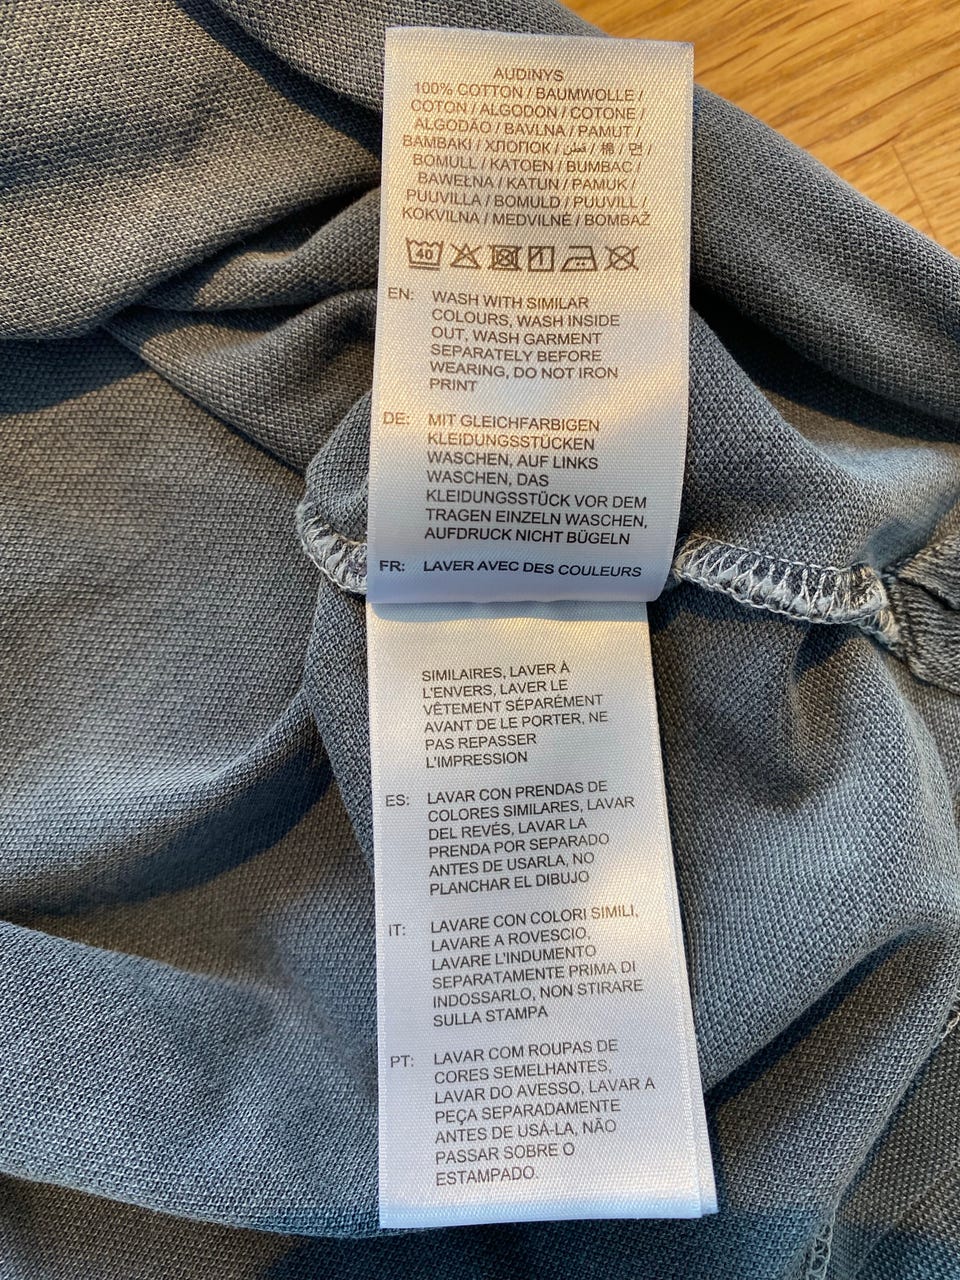 AUDINYS
100% COTTON / BAUMWOLLE /
COTON / ALGODON / COTONE /
ALGODÃO / BAVLNA / PAMUT /
BAMBAKI / ХЛОПОК / قطن / 棉 / 면 /
BOMULL / KATOEN / BUMBAC /
BAWEŁNA / KATUN / PAMUK /
PUUVILLA / BOMULD / PUUVILL /
KOKVILNA / MEDVILNĖ / BOMBAŽ
40
EN: WASH WITH SIMILAR
COLOURS, WASH INSIDE
OUT, WASH GARMENT
SEPARATELY BEFORE
WEARING, DO NOT IRON
PRINT
DE: MIT GLEICHFARBIGEN
KLEIDUNGSSTÜCKEN
WASCHEN, AUF LINKS
WASCHEN, DAS
KLEIDUNGSSTÜCK VOR DEM
TRAGEN EINZELN WASCHEN,
AUFDRUCK NICHT BÜGELN
FR: LAVER AVEC DES COULEURS
SIMILAIRES, LAVER À
L'ENVERS, LAVER LE
VÊTEMENT SÉPARÉMENT
AVANT DE LE PORTER, NE
PAS REPASSER
L'IMPRESSION
ES: LAVAR CON PRENDAS DE
COLORES SIMILARES, LAVAR
DEL REVÉS, LAVAR LA
PRENDA POR SEPARADO
ANTES DE USARLA, NO
PLANCHAR EL DIBUJO
IT: LAVARE CON COLORI SIMILI,
LAVARE A ROVESCIO,
LAVARE L'INDUMENTO
SEPARATAMENTE PRIMA DI
INDOSSARLO, NON STIRARE
SULLA STAMPA
PT: LAVAR COM ROUPAS DE
CORES SEMELHANTES,
LAVAR DO AVESSO, LAVAR A
PEÇA SEPARADAMENTE
ANTES DE USÁ-LA, NÃO
PASSAR SOBRE O
ESTAMPADO.